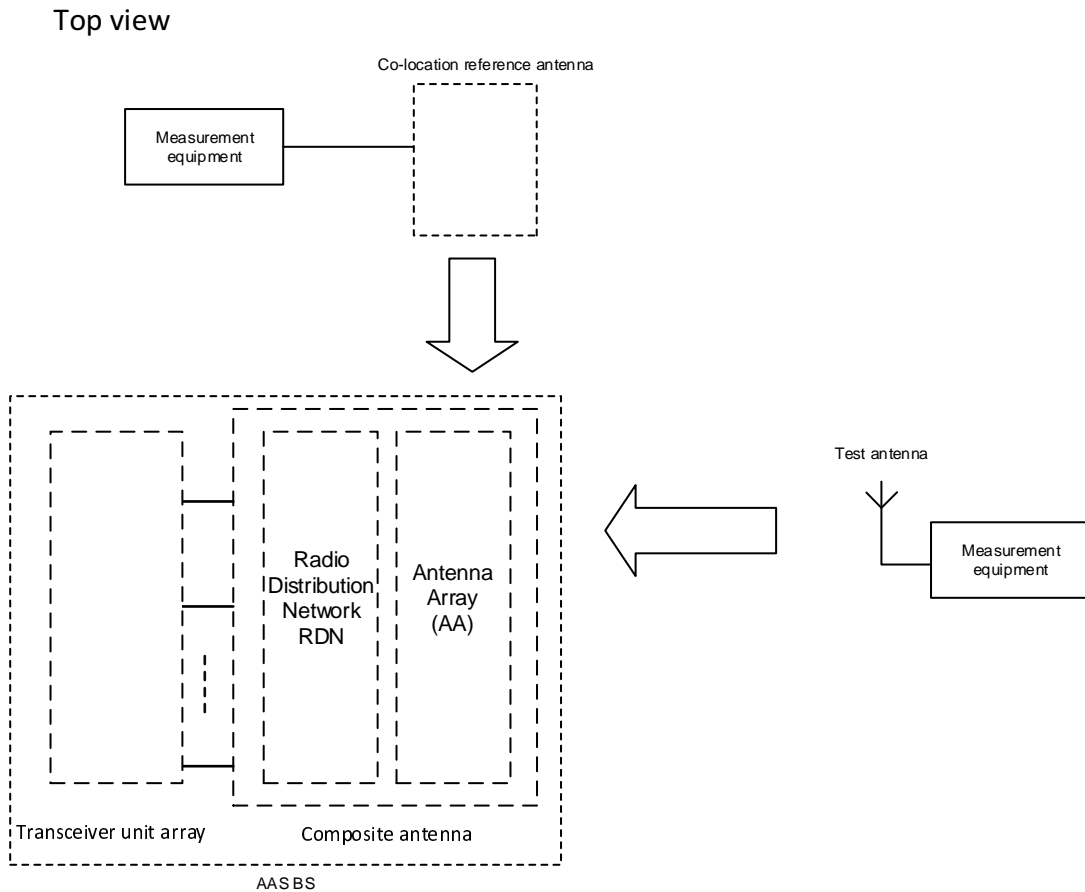 Top view
Co-location reference antenna
Measurement
equipment
Test antenna
Measurement
equipment
Radio
Distribution
Network
RDN
Antenna
Array
(AA)
Transceiver unit array
Composite antenna
AAS BS